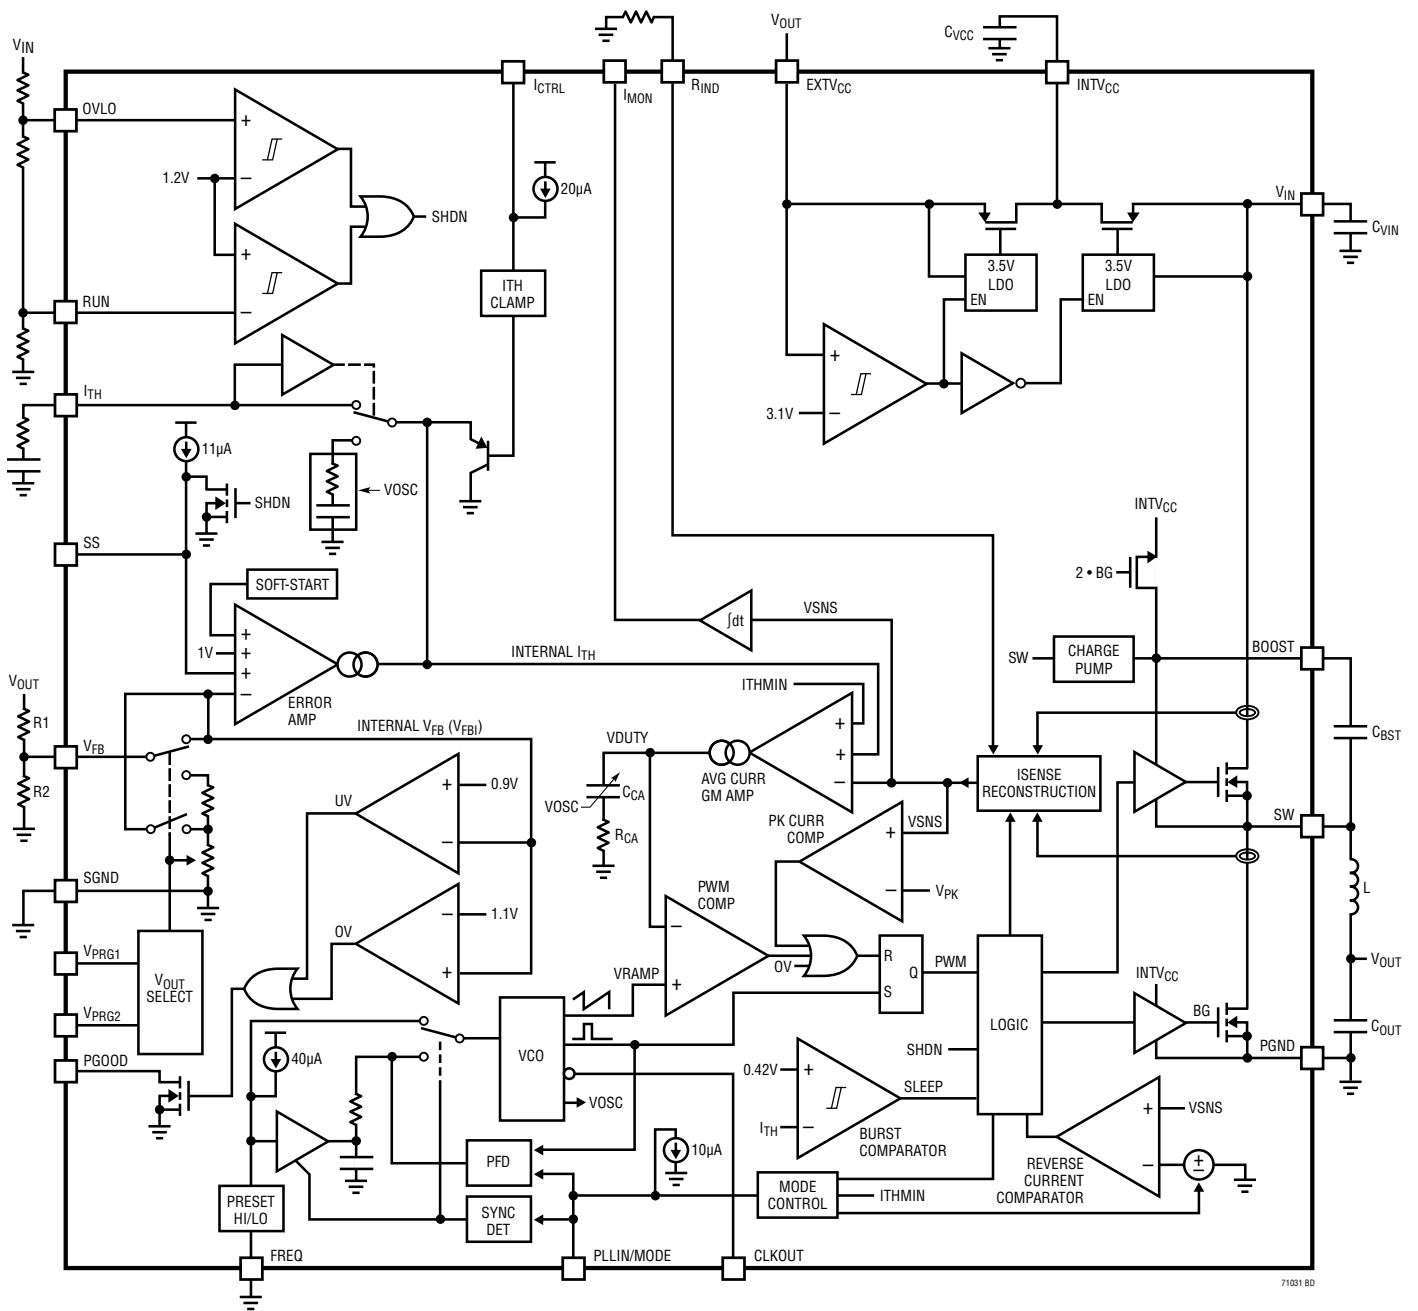 VOUT
CVCC
VIN
ICTRL
IMON
RIND
EXTVCC
INTVCC
OVLO
+
1.2V
−
20µA
SHDN
VIN
CVIN
+
3.5V
LDO
EN
3.5V
LDO
EN
ITH
CLAMP
RUN
−
+
ITH
3.1V
−
11µA
SHDN
VOSC
INTVCC
SS
2 • BG
SOFT-START
VSNS
∫dt
+
1V
+
+
−
INTERNAL ITH
SW
CHARGE
PUMP
BOOST
VOUT
ERROR
AMP
ITHMIN
R1
INTERNAL VFB (VFBI)
VDUTY
+
+
−
CBST
VFB
AVG CURR
GM AMP
ISENSE
RECONSTRUCTION
R2
UV
+
0.9V
VOSC
CCA
RCA
PK CURR
COMP
VSNS
+
SW
−
SGND
PWM
COMP
−
VPK
L
−
1.1V
OV
−
VPRG1
VOUT
SELECT
+
VRAMP
+
OV
R
Q
S
PWM
INTVCC
VOUT
VPRG2
LOGIC
BG
COUT
PGOOD
40µA
VCO
SHDN
PGND
0.42V
+
SLEEP
VOSC
ITH
−
BURST
COMPARATOR
+
VSNS
10µA
PFD
−
+
−
REVERSE
CURRENT
COMPARATOR
PRESET
HI/LO
SYNC
DET
MODE
CONTROL
ITHMIN
FREQ
PLLIN/MODE
CLKOUT
71031 BD